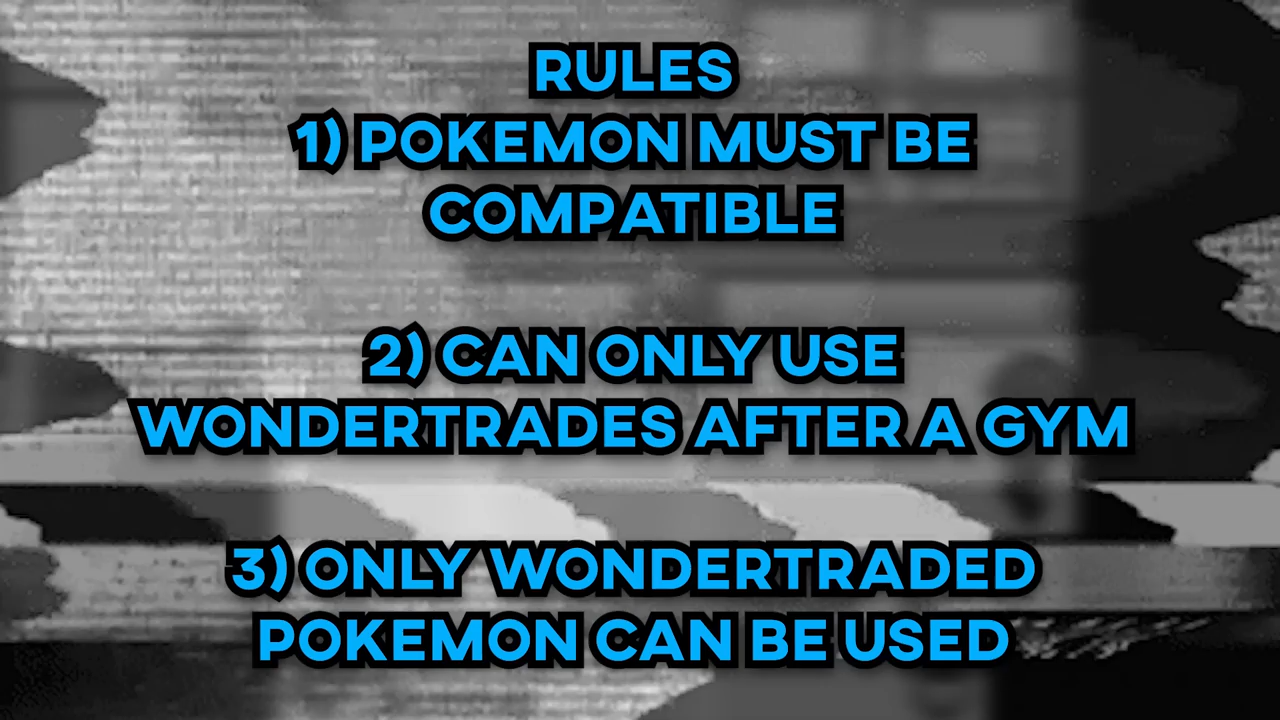 RULES
1) POKEMON MUST BE
COMPATIBLE
2) CAN ONLY USE
WONDERTRADES AFTER A GYM
3) ONLY WONDERTRADED
POKEMON CAN BE USED